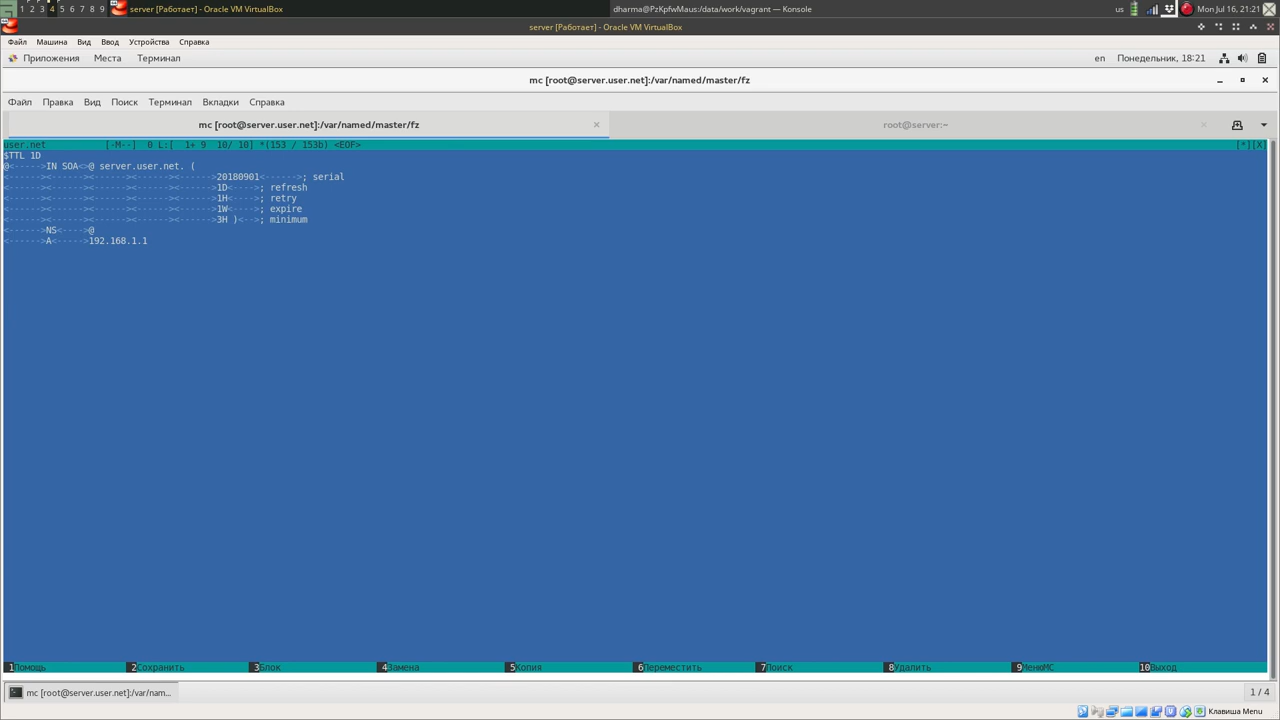 1 2 3 4 5 6 7 8 9 server [Работает] - Oracle VM VirtualBox dharma@PzKpfwMaus:/data/work/vagrant — Konsole us Mon Jul 16, 21:21
server [Работает] - Oracle VM VirtualBox
Файл Машина Вид Ввод Устройства Справка
Приложения Места Терминал en Понедельник, 18:21
mc [root@server.user.net]:/var/named/master/fz
Файл Правка Вид Поиск Терминал Вкладки Справка
mc [root@server.user.net]:/var/named/master/fz root@server:~
user.net [-M--] 0 L:[ 1+ 9 10/ 10] *(153 / 153b) <EOF> [*][X]
$TTL 1D
@<------>IN SOA<>@ server.user.net. (
<------><------><------><------><------>20180901<------>; serial
<------><------><------><------><------>1D<---->; refresh
<------><------><------><------><------>1H<---->; retry
<------><------><------><------><------>1W<---->; expire
<------><------><------><------><------>3H )<-->; minimum
<------>NS<---->@
<------>A<----->192.168.1.1
1Помощь 2Сохранить 3Блок 4Замена 5Копия 6Переместить 7Поиск 8Удалить 9МенюMC 10Выход
mc [root@server.user.net]:/var/nam... 1 / 4
Клавиша Menu